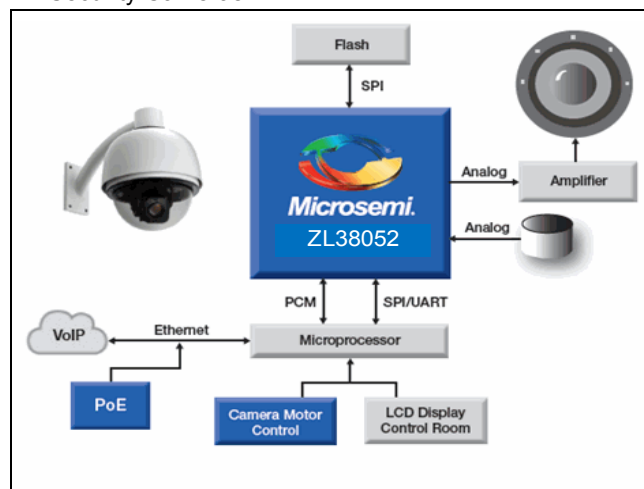 Flash
SPI
Microsemi.
ZL38052
Analog
Amplifier
Analog
PCM
SPI/UART
VoIP
Ethernet
Microprocessor
PoE
Camera Motor
Control
LCD Display
Control Room